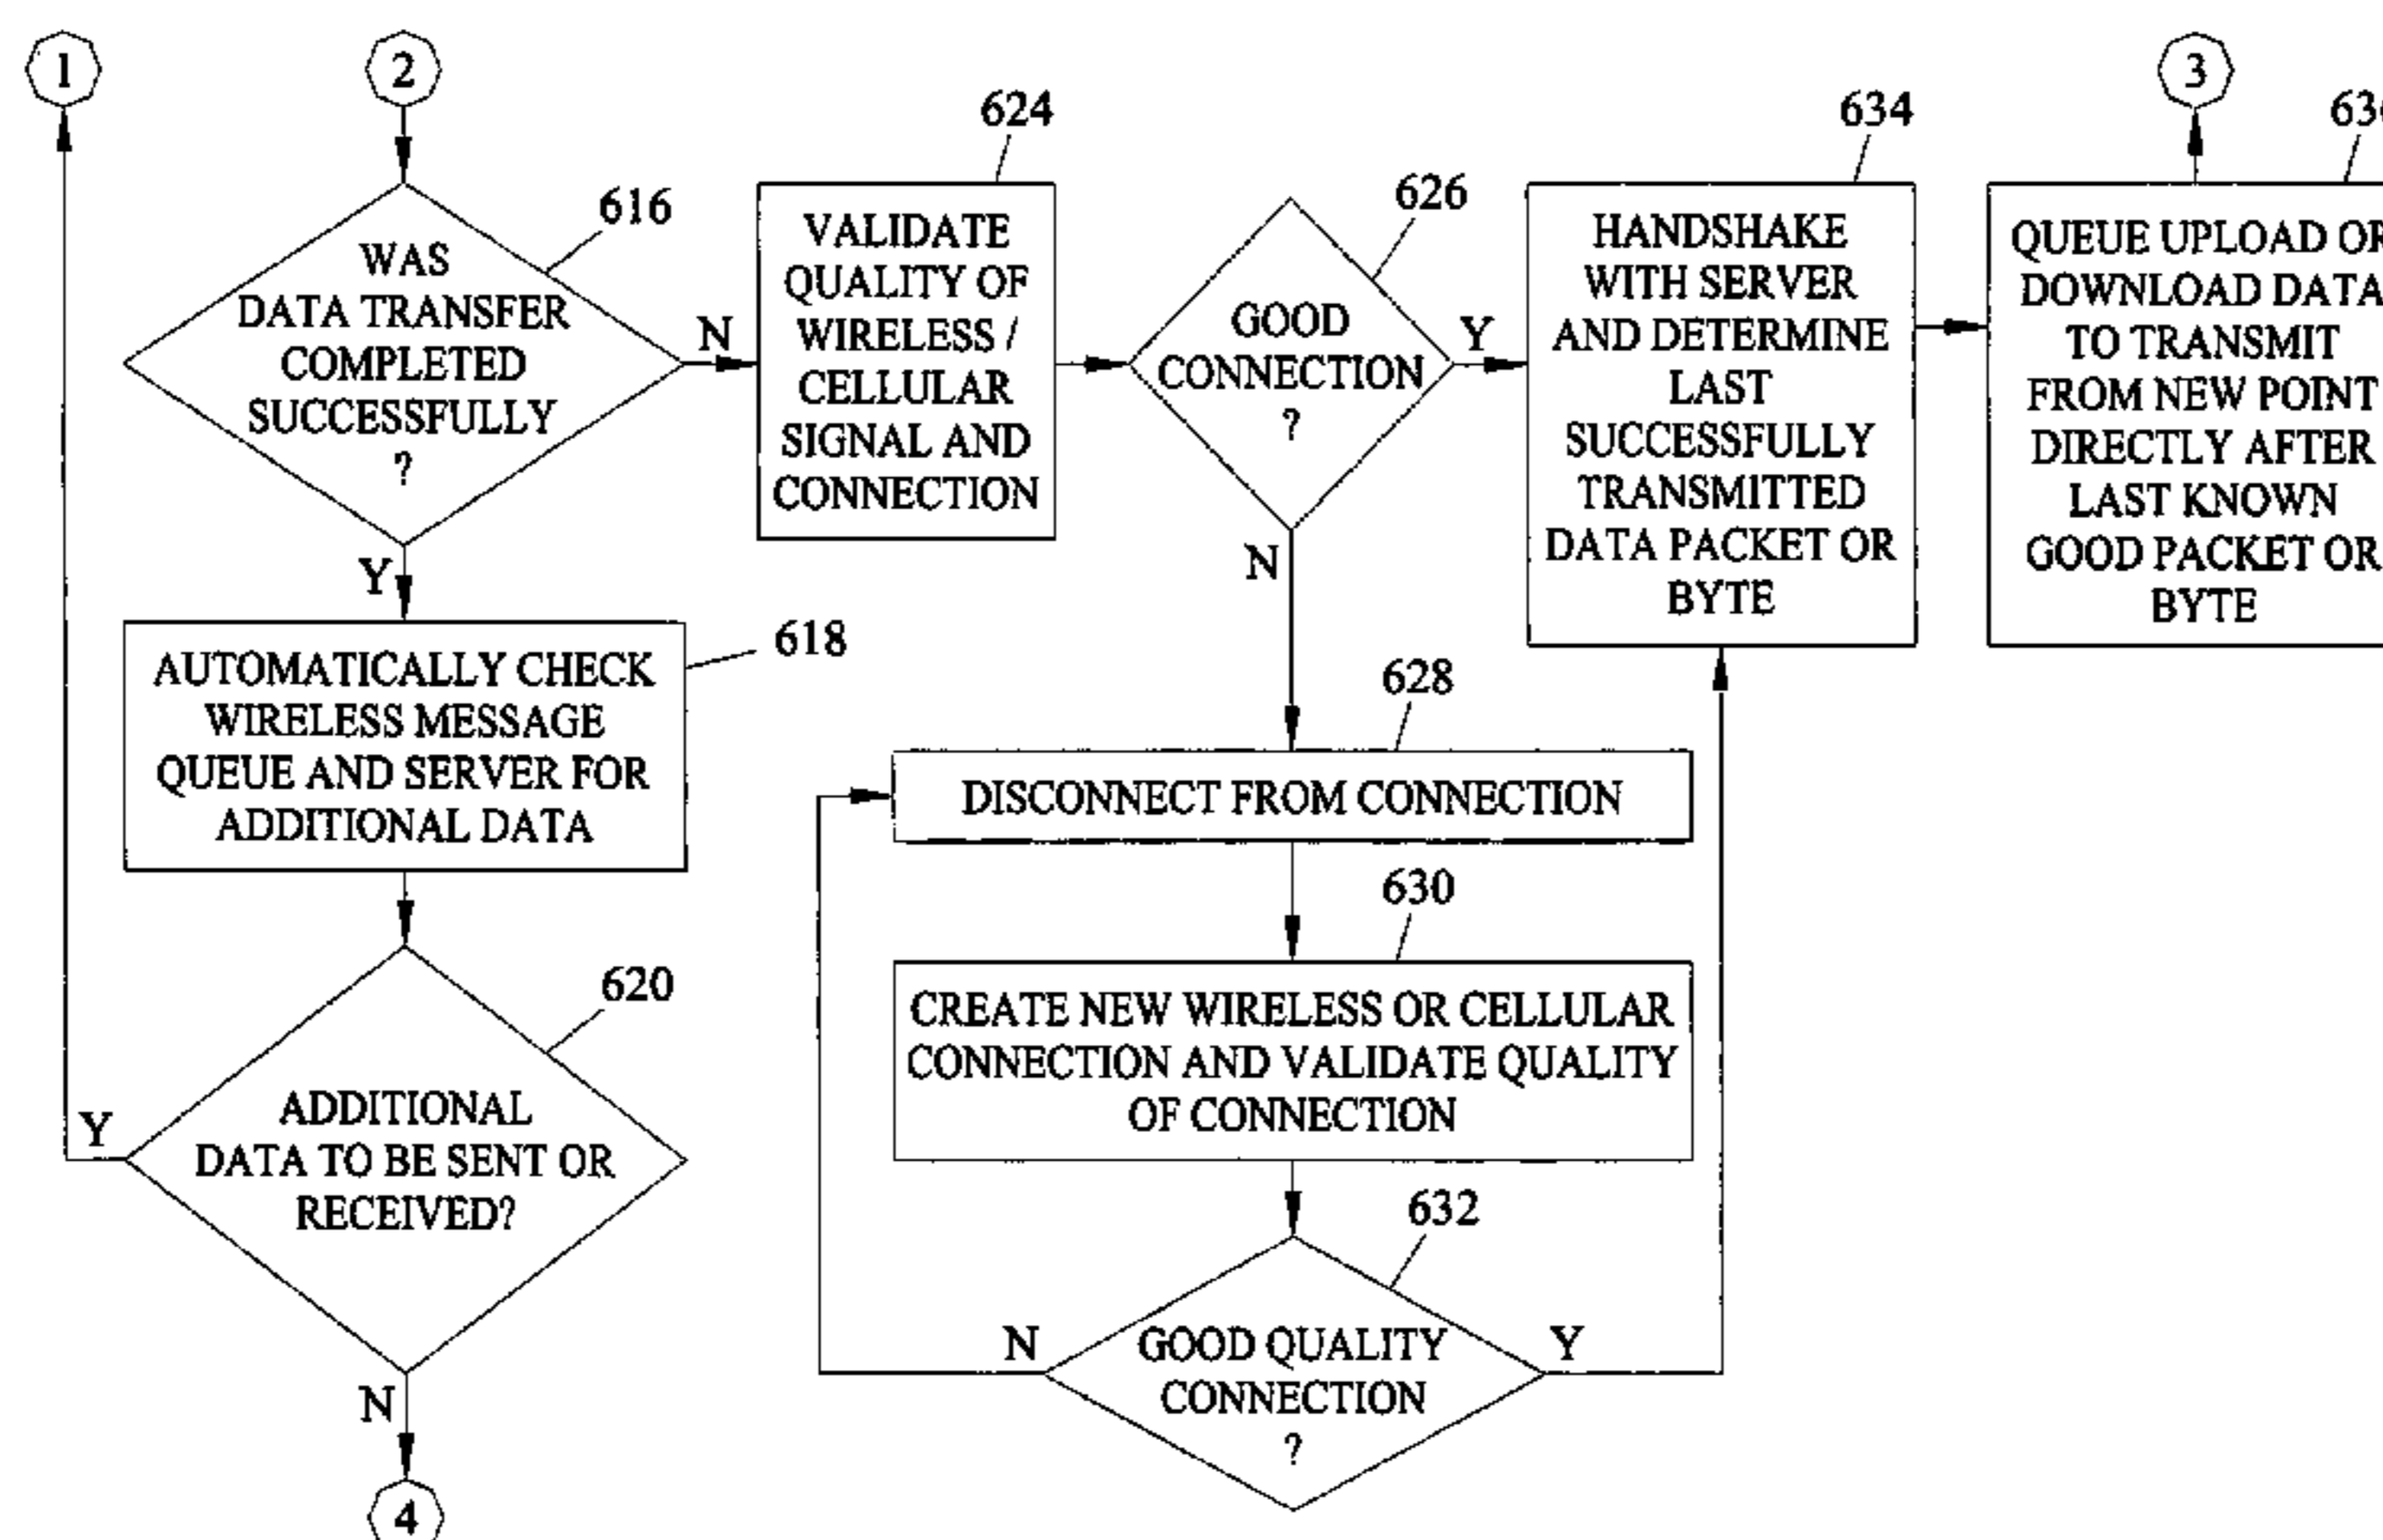 1
2
3
624
634
616
626
WAS
DATA TRANSFER
COMPLETED
SUCCESSFULLY
?
N
Y
VALIDATE
QUALITY OF
WIRELESS /
CELLULAR
SIGNAL AND
CONNECTION
GOOD
CONNECTION
?
Y
N
HANDSHAKE
WITH SERVER
AND DETERMINE
LAST
SUCCESSFULLY
TRANSMITTED
DATA PACKET OR
BYTE
QUEUE UPLOAD OR
DOWNLOAD DATA
TO TRANSMIT
FROM NEW POINT
DIRECTLY AFTER
LAST KNOWN
GOOD PACKET OR
BYTE
618
AUTOMATICALLY CHECK
WIRELESS MESSAGE
QUEUE AND SERVER FOR
ADDITIONAL DATA
628
DISCONNECT FROM CONNECTION
630
CREATE NEW WIRELESS OR CELLULAR
CONNECTION AND VALIDATE QUALITY
OF CONNECTION
620
ADDITIONAL
DATA TO BE SENT OR
RECEIVED?
Y
N
632
GOOD QUALITY
CONNECTION
?
N
Y
4